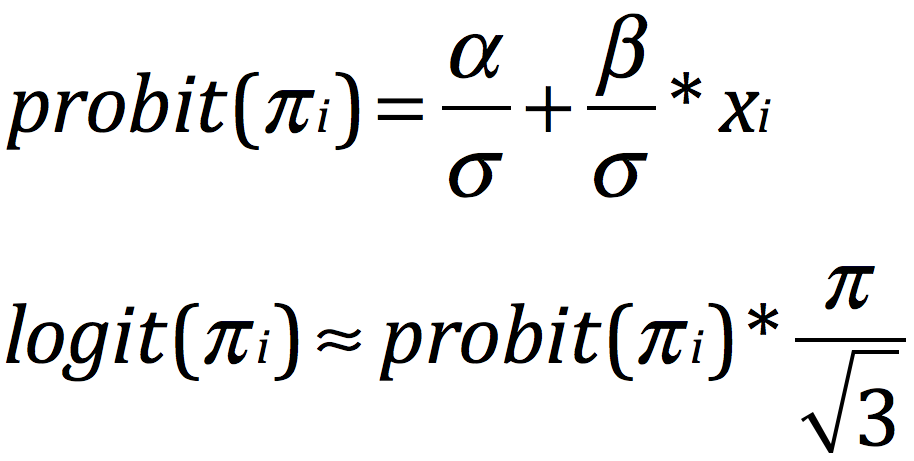 probit(πᵢ) = α/σ + β/σ * xᵢ
logit(πᵢ) ≈ probit(πᵢ) * π/√3